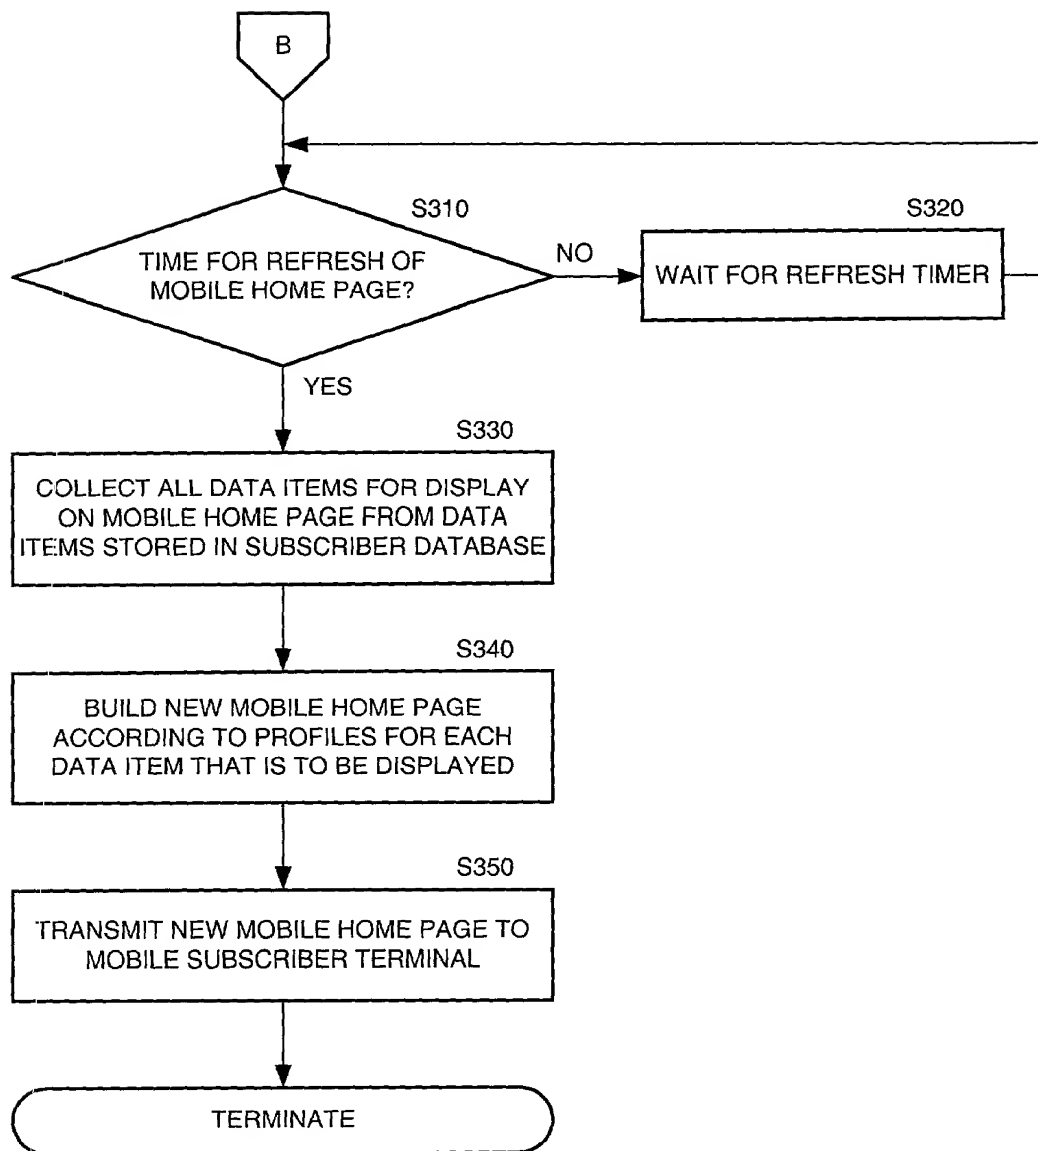 B
S310
TIME FOR REFRESH OF
MOBILE HOME PAGE?
NO
S320
WAIT FOR REFRESH TIMER
YES
S330
COLLECT ALL DATA ITEMS FOR DISPLAY
ON MOBILE HOME PAGE FROM DATA
ITEMS STORED IN SUBSCRIBER DATABASE
S340
BUILD NEW MOBILE HOME PAGE
ACCORDING TO PROFILES FOR EACH
DATA ITEM THAT IS TO BE DISPLAYED
S350
TRANSMIT NEW MOBILE HOME PAGE TO
MOBILE SUBSCRIBER TERMINAL
TERMINATE